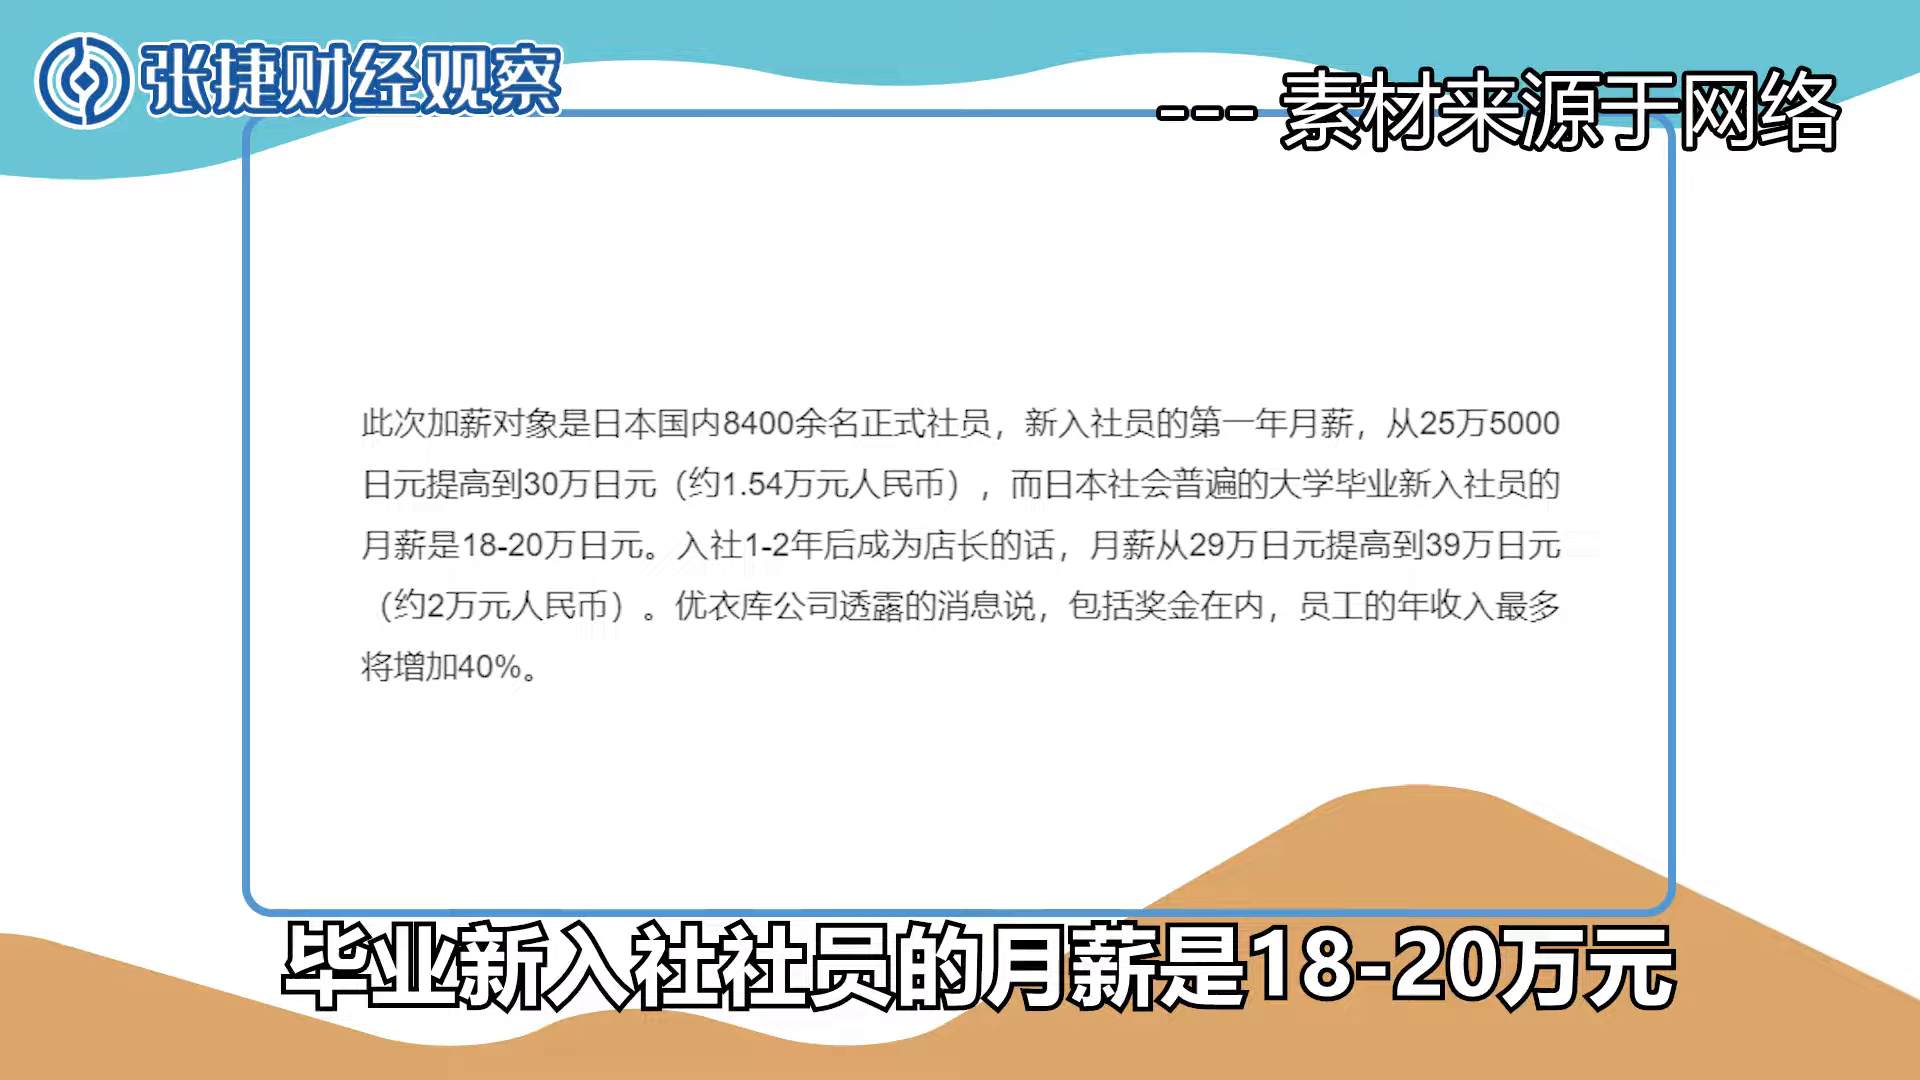 张捷财经观察
--- 素材来源于网络
此次加薪对象是日本国内8400余名正式社员，新入社员的第一年月薪，从25万5000
日元提高到30万日元（约1.54万元人民币），而日本社会普遍的大学毕业新入社员的
月薪是18-20万日元。入社1-2年后成为店长的话，月薪从29万日元提高到39万日元
（约2万元人民币）。优衣库公司透露的消息说，包括奖金在内，员工的年收入最多
将增加40%。
毕业新入社社员的月薪是18-20万元